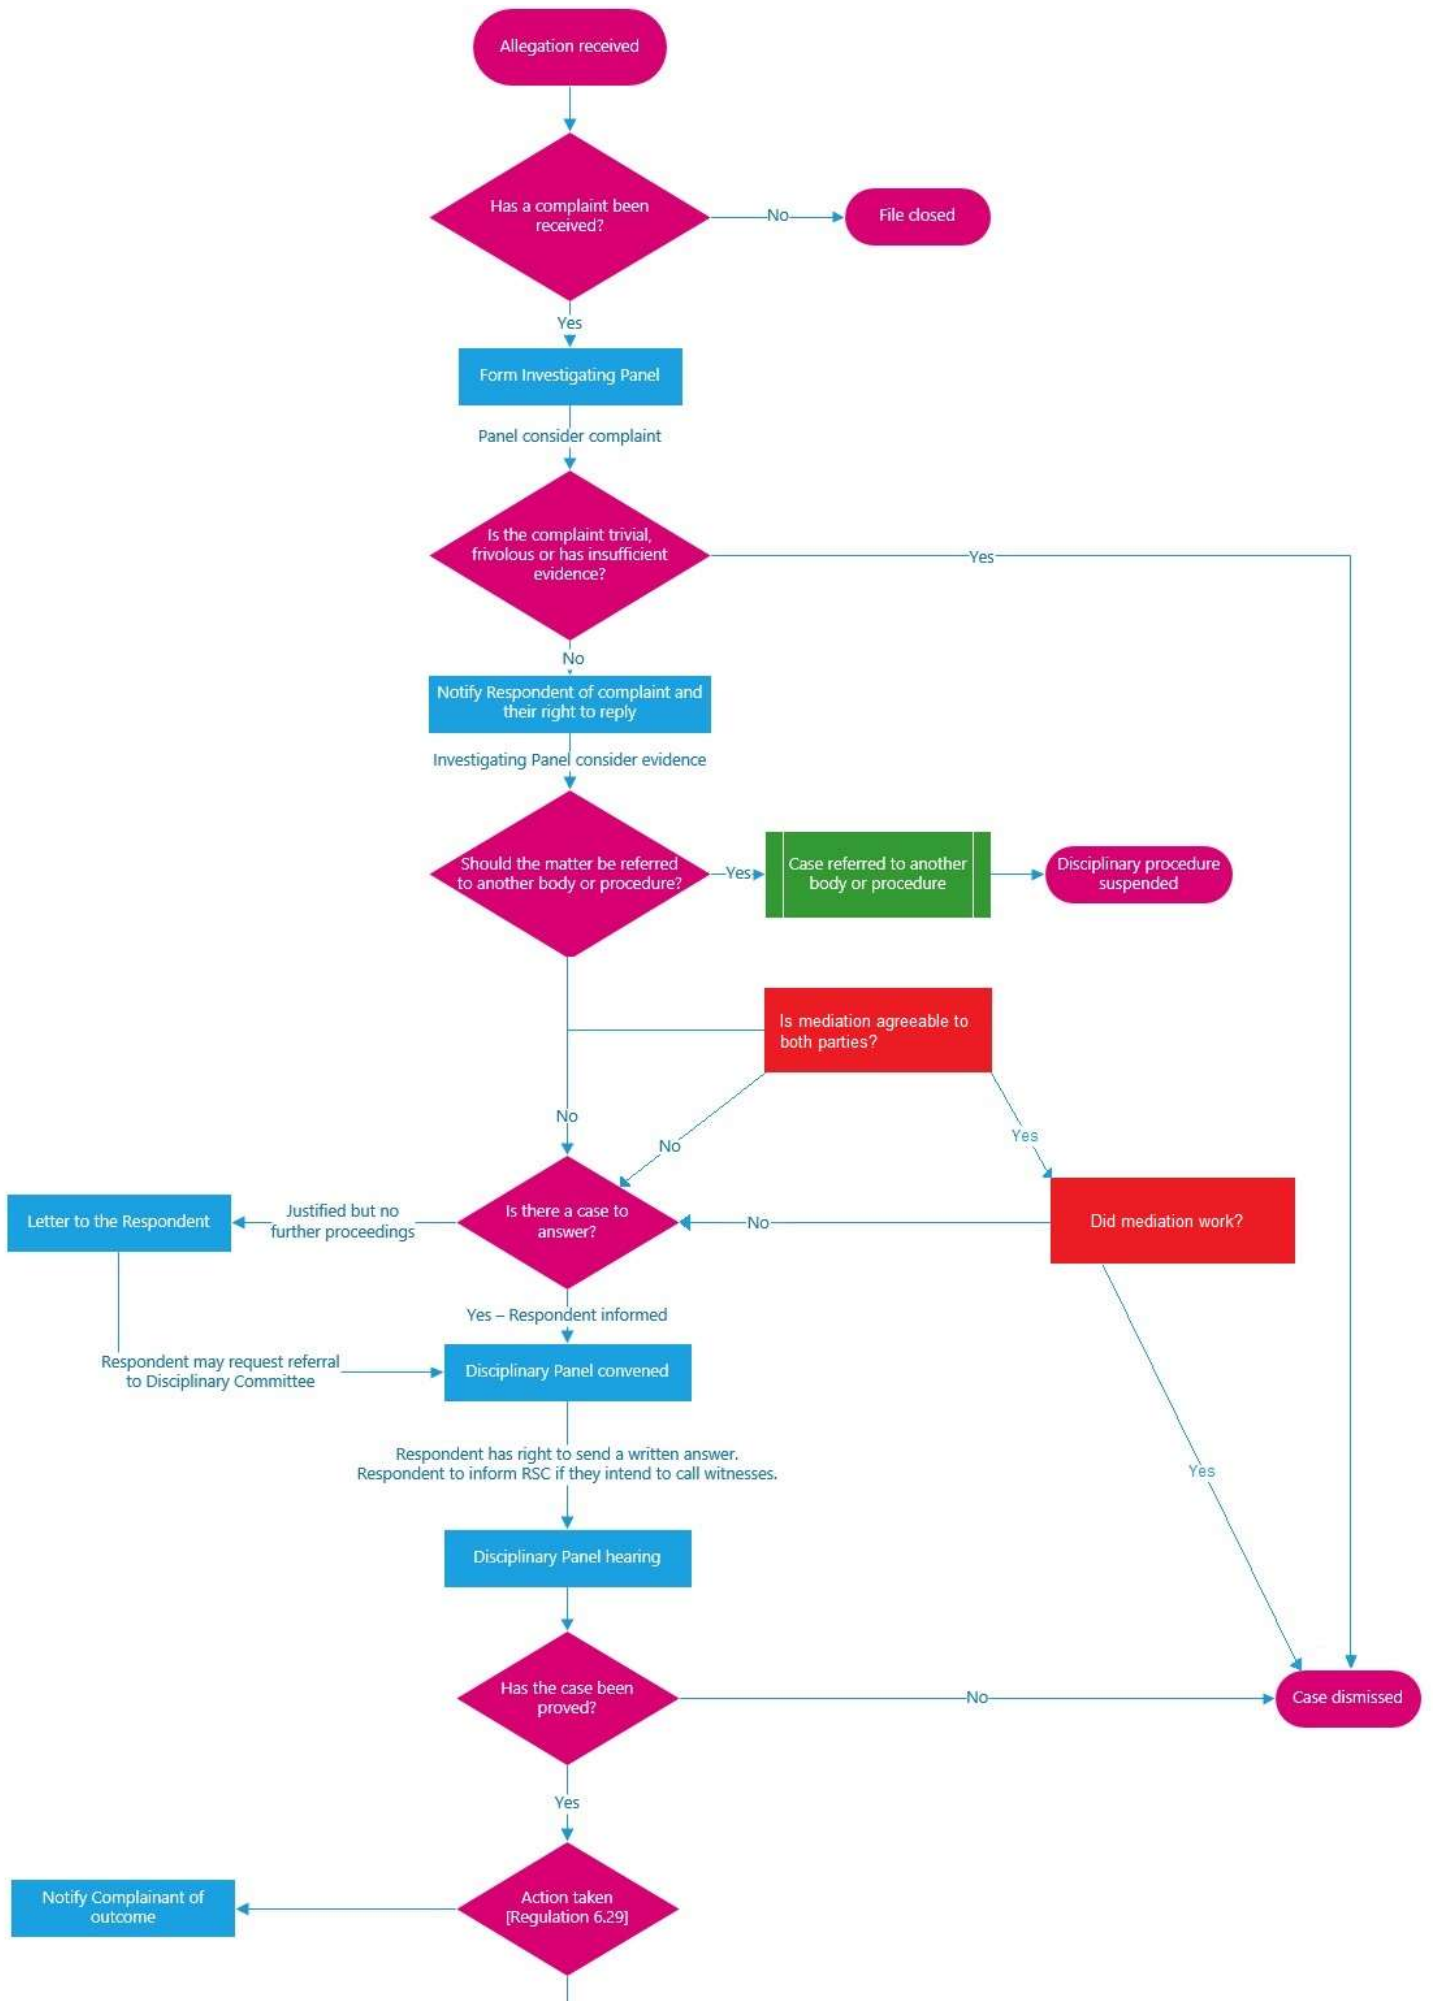 Allegation received
Has a complaint been
received?
No
File closed
Yes
Form Investigating Panel
Panel consider complaint
Is the complaint trivial,
frivolous or has insufficient
evidence?
Yes
No
Notify Respondent of complaint and
their right to reply
Investigating Panel consider evidence
Should the matter be referred
to another body or procedure?
Yes
Case referred to another
body or procedure
Disciplinary procedure
suspended
Is mediation agreeable to
both parties?
No
No
Yes
Letter to the Respondent
Justified but no
further proceedings
Is there a case to
answer?
No
Did mediation work?
Yes – Respondent informed
Respondent may request referral
to Disciplinary Committee
Disciplinary Panel convened
Respondent has right to send a written answer.
Respondent to inform RSC if they intend to call witnesses.
Yes
Disciplinary Panel hearing
Has the case been
proved?
No
Case dismissed
Yes
Notify Complainant of
outcome
Action taken
[Regulation 6.29]